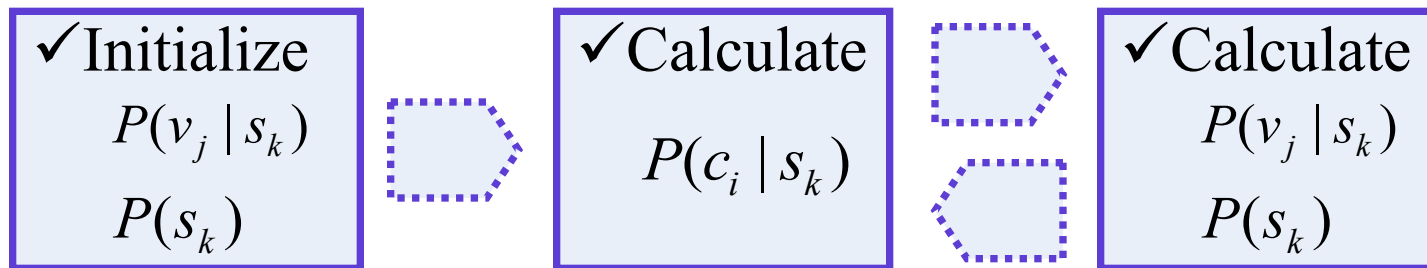 ✓Initialize
P(v_j | s_k)
P(s_k)
✓Calculate
P(c_i | s_k)
✓Calculate
P(v_j | s_k)
P(s_k)